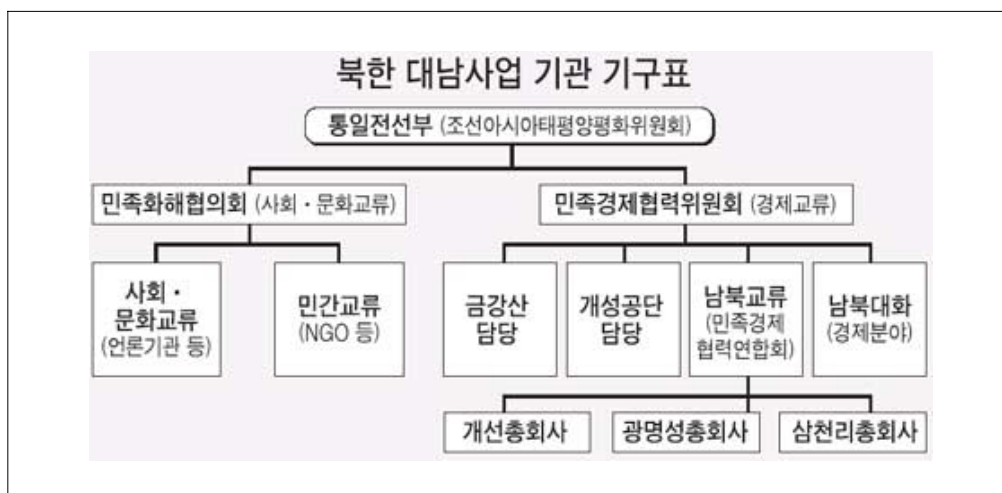 북한 대남사업 기관 기구표
통일전선부 (조선아시아태평양평화위원회)
민족화해협의회 (사회·문화교류)
민족경제협력위원회 (경제교류)
사회·
문화교류
(언론기관 등)
민간교류
(NGO 등)
금강산
담당
개성공단
담당
남북교류
(민족경제
협력연합회)
남북대화
(경제분야)
개선총회사
광명성총회사
삼천리총회사